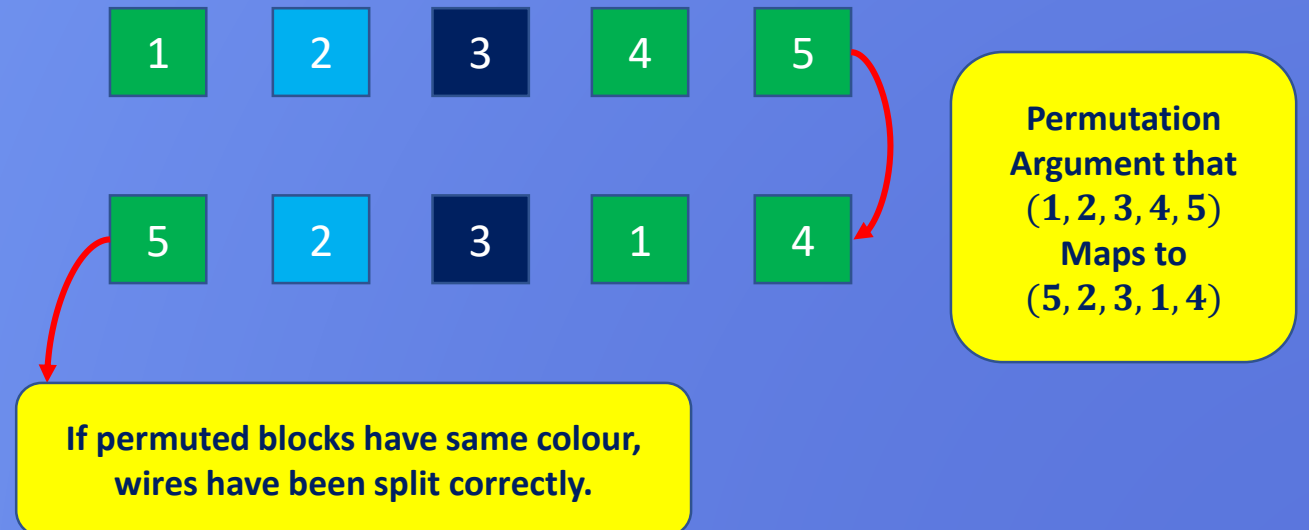 1 2 3 4 5
5 2 3 1 4
Permutation
Argument that
(1, 2, 3, 4, 5)
Maps to
(5, 2, 3, 1, 4)
If permuted blocks have same colour,
wires have been split correctly.